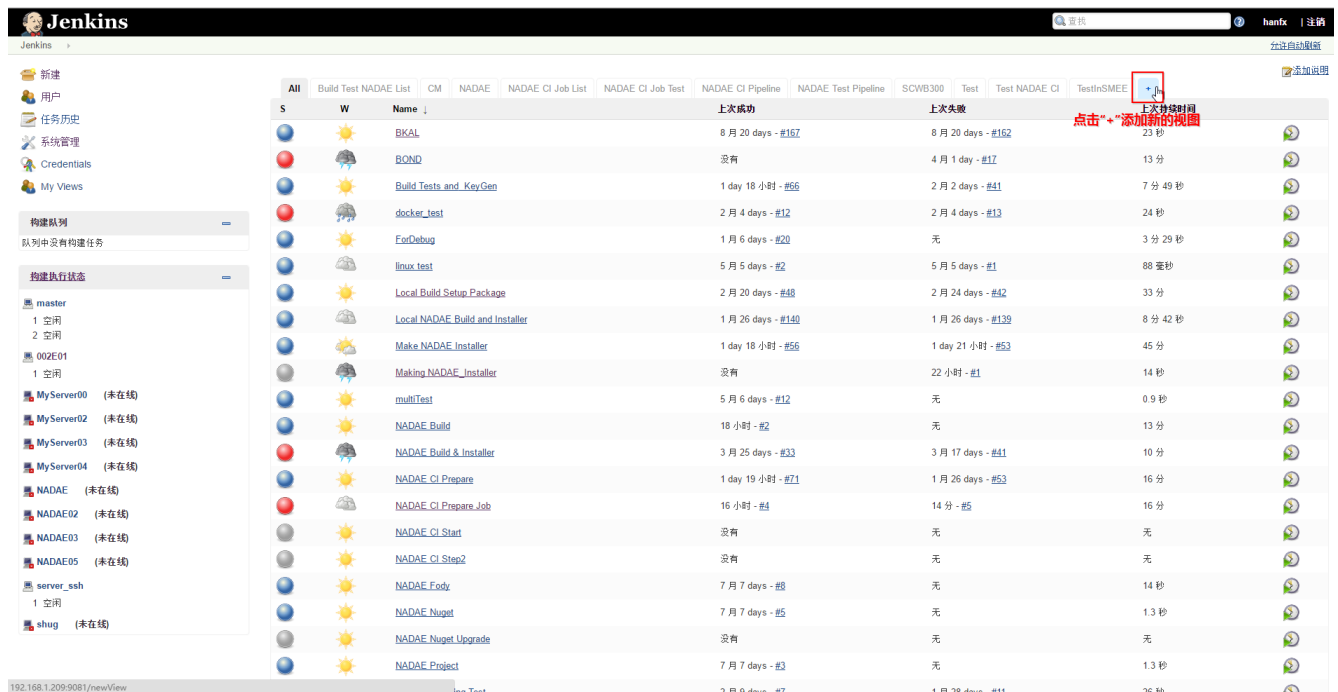 Jenkins
查找
hanfx | 注销
Jenkins
允许自动刷新
新建
用户
任务历史
系统管理
Credentials
My Views
构建队列
队列中没有构建任务
构建执行状态
master
1 空闲
2 空闲
002E01
1 空闲
MyServer00 (未在线)
MyServer02 (未在线)
MyServer03 (未在线)
MyServer04 (未在线)
NADAE (未在线)
NADAE02 (未在线)
NADAE03 (未在线)
NADAE05 (未在线)
server_ssh
1 空闲
shug (未在线)
添加说明
All Build Test NADAE List CM NADAE NADAE CI Job List NADAE CI Job Test NADAE CI Pipeline NADAE Test Pipeline SCWB300 Test Test NADAE CI TestInSMEE +
点击“+”添加新的视图
S W Name ↓ 上次成功 上次失败 上次持续时间
BKAL 8 月 20 days - #167 8 月 20 days - #162 23 秒
BOND 没有 4 月 1 day - #17 13 分
Build Tests and KeyGen 1 day 18 小时 - #66 2 月 2 days - #41 7 分 49 秒
docker_test 2 月 4 days - #12 2 月 4 days - #13 24 秒
ForDebug 1 月 6 days - #20 无 3 分 29 秒
linux test 5 月 5 days - #2 5 月 5 days - #1 88 毫秒
Local Build Setup Package 2 月 20 days - #48 2 月 24 days - #42 33 分
Local NADAE Build and Installer 1 月 26 days - #140 1 月 26 days - #139 8 分 42 秒
Make NADAE Installer 1 day 18 小时 - #56 1 day 21 小时 - #53 45 分
Making NADAE_Installer 没有 22 小时 - #1 14 秒
multiTest 5 月 6 days - #12 无 0.9 秒
NADAE Build 18 小时 - #2 无 13 分
NADAE Build & Installer 3 月 25 days - #33 3 月 17 days - #41 10 分
NADAE CI Prepare 1 day 19 小时 - #71 1 月 26 days - #53 16 分
NADAE CI Prepare Job 16 小时 - #4 14 分 - #5 16 分
NADAE CI Start 没有 无 无
NADAE CI Step2 没有 无 无
NADAE Fody 7 月 7 days - #8 无 14 秒
NADAE Nuget 7 月 7 days - #5 无 1.3 秒
NADAE Nuget Upgrade 没有 无 无
NADAE Project 7 月 7 days - #3 无 1.3 秒
192.168.1.209:9081/newView